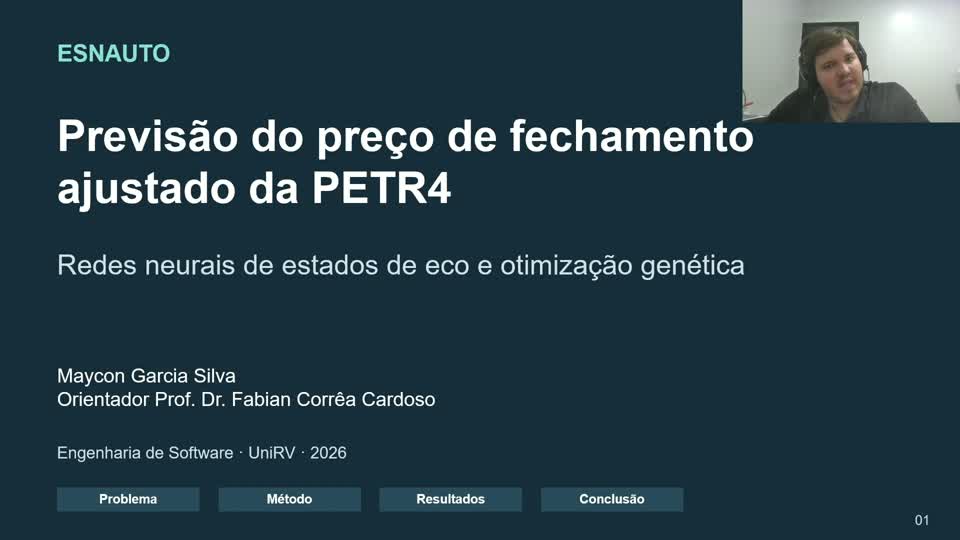 ESNAUTO
Previsão do preço de fechamento
ajustado da PETR4
Redes neurais de estados de eco e otimização genética
Maycon Garcia Silva
Orientador Prof. Dr. Fabian Corrêa Cardoso
Engenharia de Software · UniRV · 2026
Problema
Método
Resultados
Conclusão
01